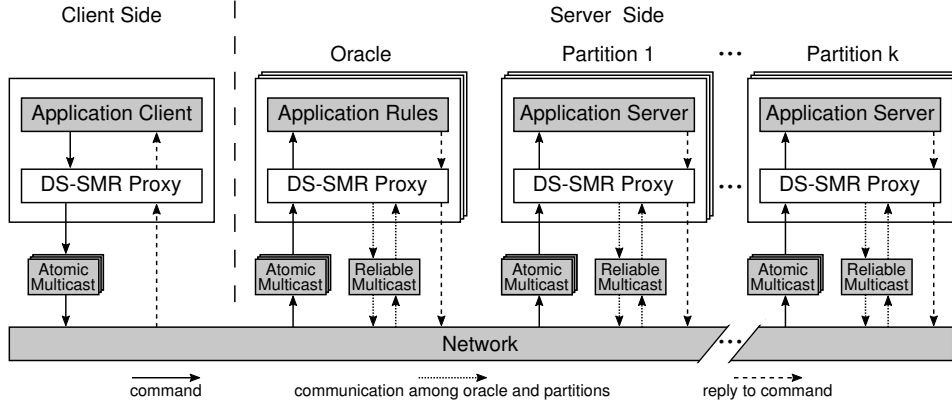 Client Side
Server Side
Oracle
Partition 1
...
Partition k
Application Client
Application Rules
Application Server
Application Server
DS-SMR Proxy
DS-SMR Proxy
DS-SMR Proxy
...
DS-SMR Proxy
Atomic
Multicast
Atomic
Multicast
Reliable
Multicast
Atomic
Multicast
Reliable
Multicast
Atomic
Multicast
Reliable
Multicast
Network
...
command
communication among oracle and partitions
reply to command